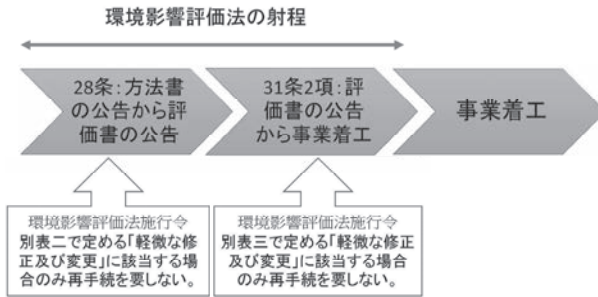 環境影響評価法の射程
28条：方法書
の公告から評
価書の公告
31条2項：評
価書の公告
から事業着工
事業着工
環境影響評価法施行令
別表二で定める「軽微な修
正及び変更」に該当する場
合のみ再手続を要しない。
環境影響評価法施行令
別表三で定める「軽微な修正
及び変更」に該当する場合
のみ再手続を要しない。